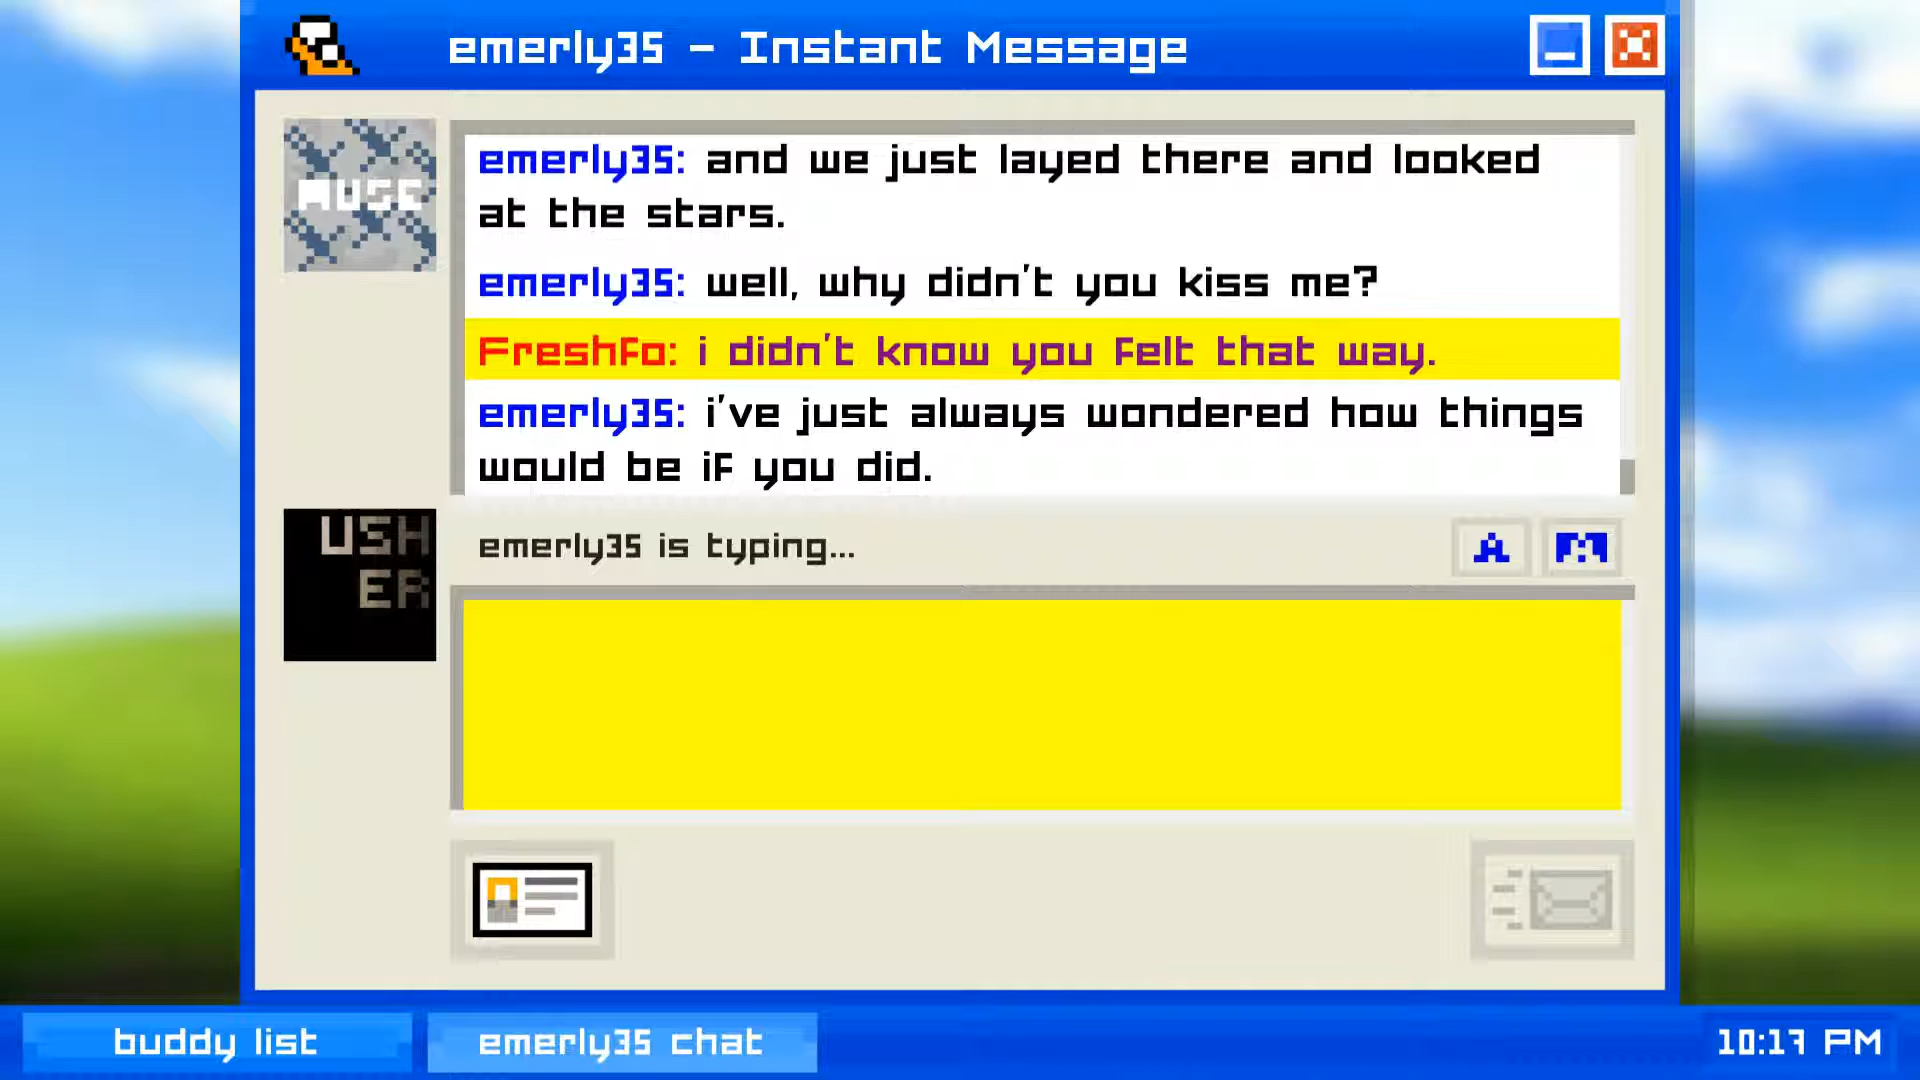 emerly35 - Instant Message
emerly35: and we just layed there and looked
at the stars.
emerly35: well, why didn't you kiss me?
FreshFo: i didn't know you felt that way.
emerly35: i've just always wondered how things
would be if you did.
USH
ER
emerly35 is typing...
A
buddy list
emerly35 chat
10:17 PM